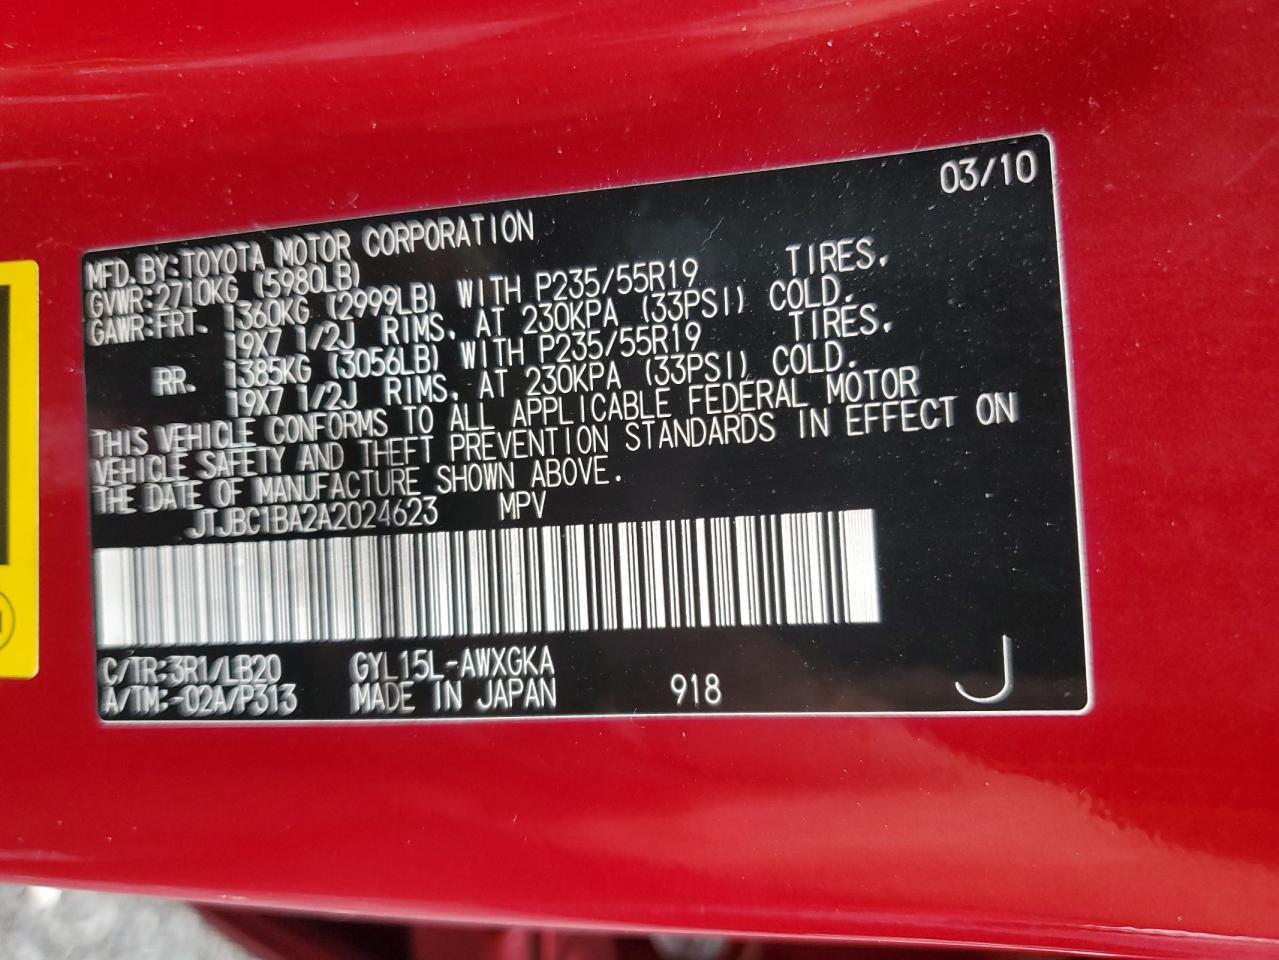 03/10
MFD.BY:TOYOTA MOTOR CORPORATION
GVWR:2710KG (5980LB)
GAWR:FRT. 1360KG (2999LB) WITH P235/55R19 TIRES,
19X7 1/2J RIMS, AT 230KPA (33PSI) COLD.
RR. 1385KG (3056LB) WITH P235/55R19 TIRES,
19X7 1/2J RIMS, AT 230KPA (33PSI) COLD.
THIS VEHICLE CONFORMS TO ALL APPLICABLE FEDERAL MOTOR
VEHICLE SAFETY AND THEFT PREVENTION STANDARDS IN EFFECT ON
THE DATE OF MANUFACTURE SHOWN ABOVE.
JTJBC1BA2A2024623 MPV
C/TR:3R1/LB20 GYL15L-AWXGKA
A/TM:-02A/P313 MADE IN JAPAN 918 J